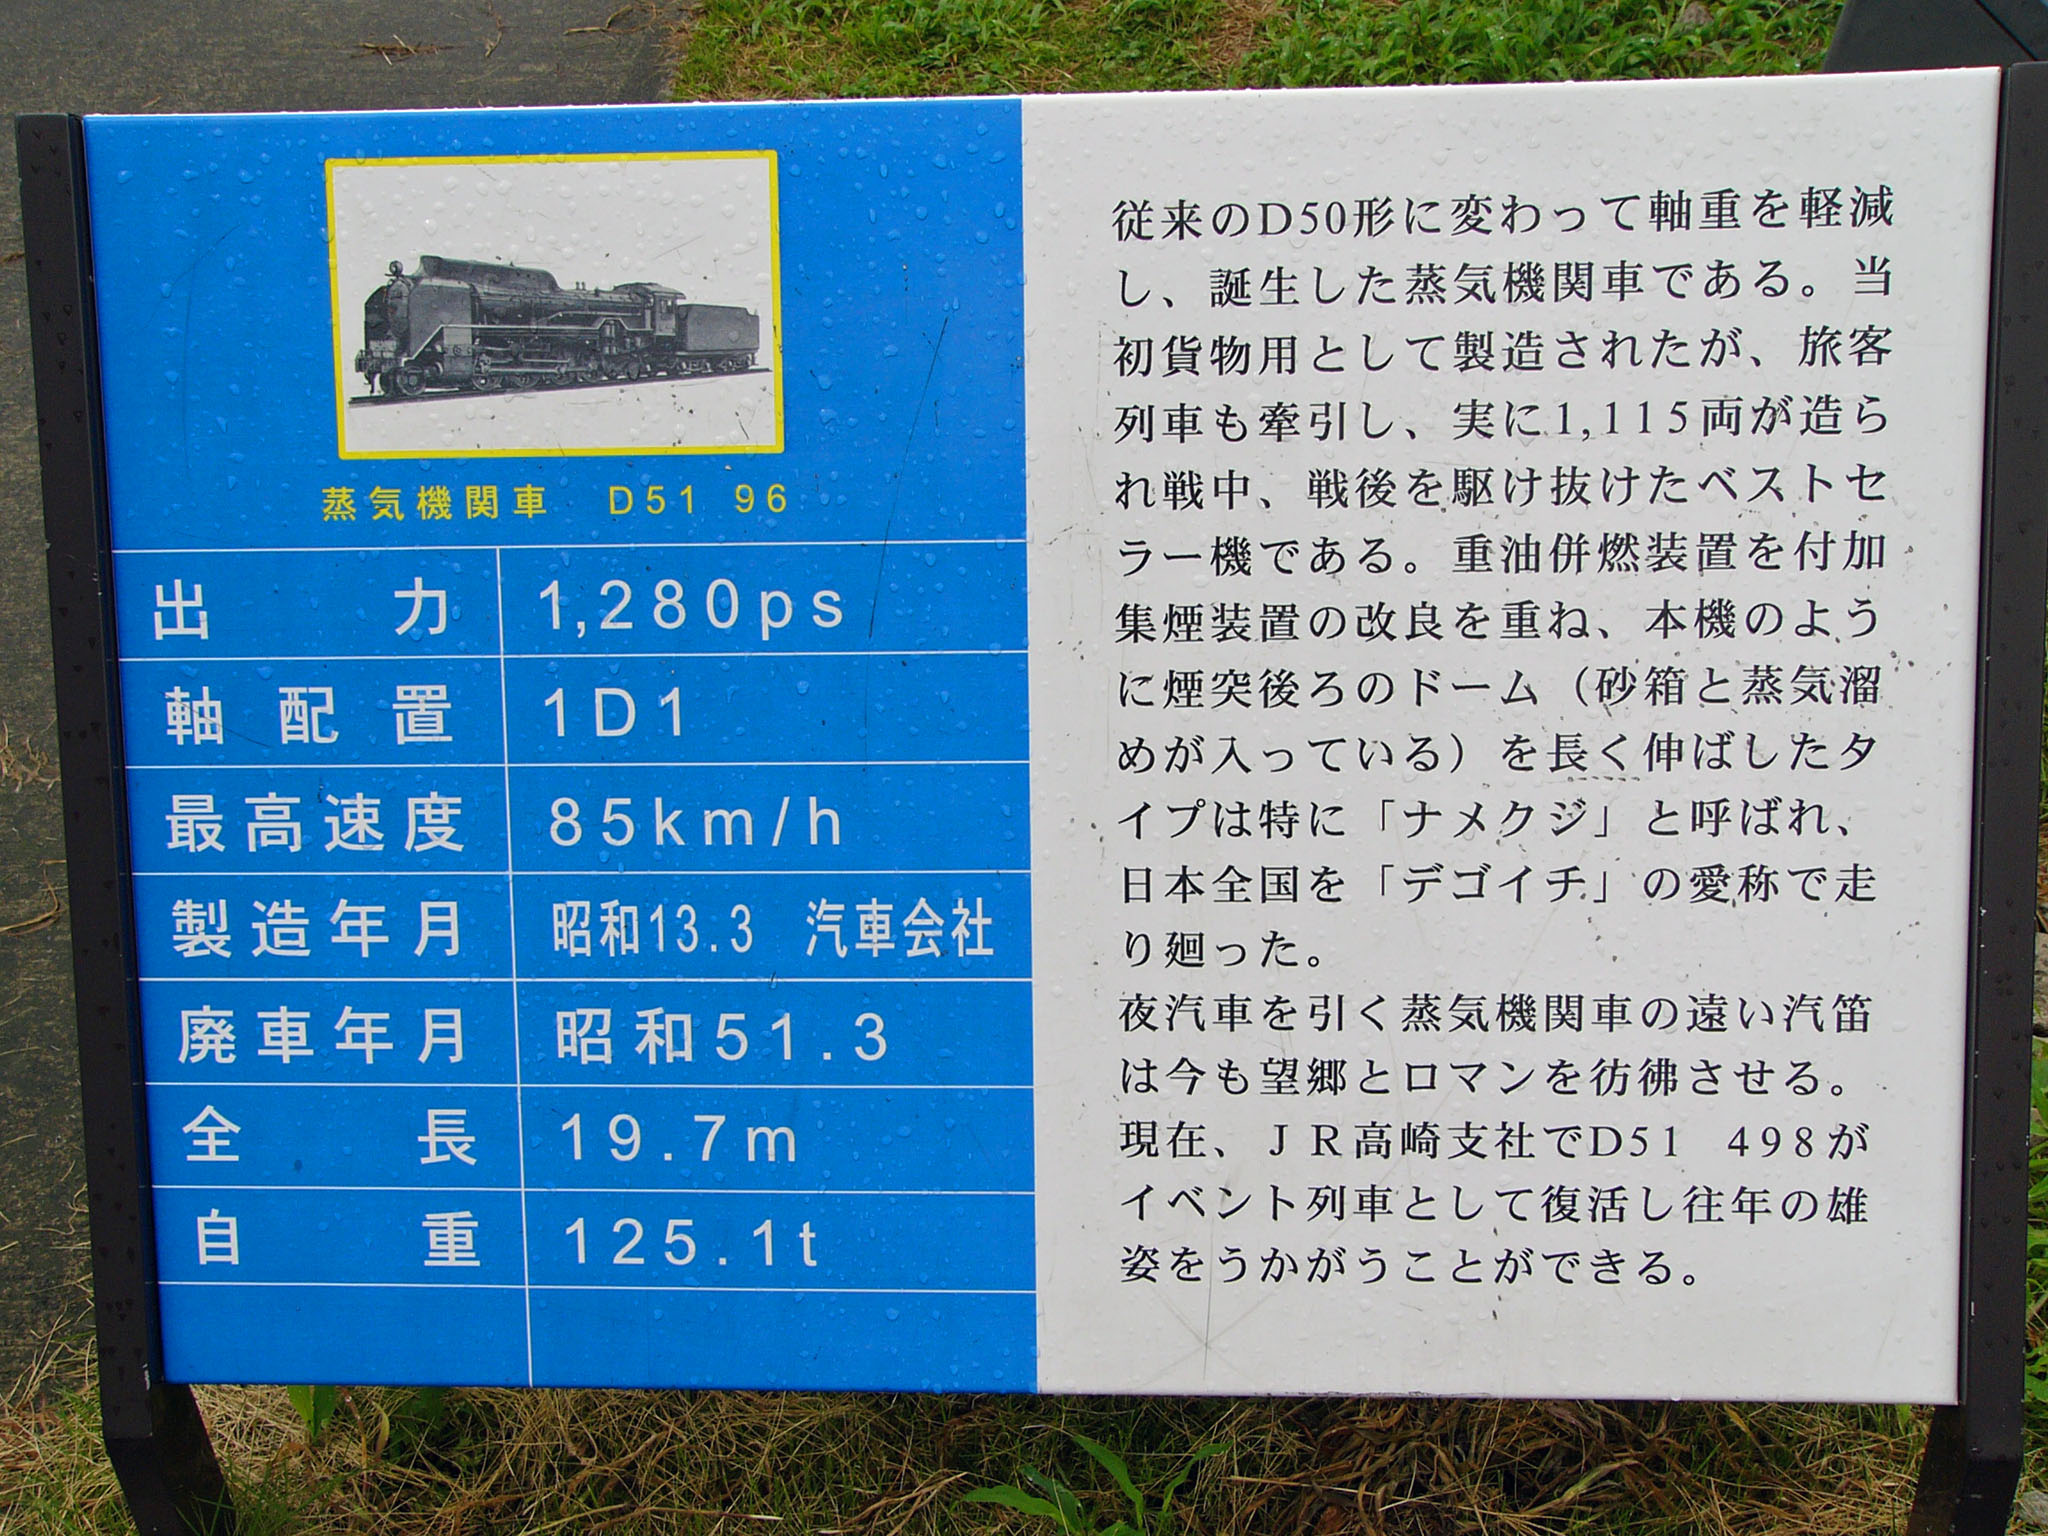 蒸気機関車　D51 96
出力 1,280ps
軸配置 1D1
最高速度 85km/h
製造年月 昭和13.3　汽車会社
廃車年月 昭和51.3
全長 19.7m
自重 125.1t
従来のD50形に変わって軸重を軽減
し、誕生した蒸気機関車である。当
初貨物用として製造されたが、旅客
列車も牽引し、実に1,115両が造ら
れ戦中、戦後を駆け抜けたベストセ
ラー機である。重油併燃装置を付加
集煙装置の改良を重ね、本機のよう
に煙突後ろのドーム（砂箱と蒸気溜
めが入っている）を長く伸ばしたタ
イプは特に「ナメクジ」と呼ばれ、
日本全国を「デゴイチ」の愛称で走
り廻った。
夜汽車を引く蒸気機関車の遠い汽笛
は今も望郷とロマンを彷彿させる。
現在、ＪＲ高崎支社でD51　498が
イベント列車として復活し往年の雄
姿をうかがうことができる。